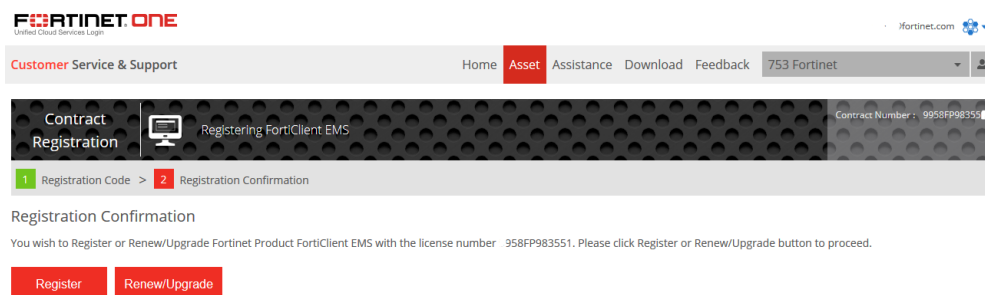 FORTINET ONE
Unified Cloud Services Login
fortinet.com
Customer Service & Support
Home Asset Assistance Download Feedback 753 Fortinet
Contract Registration
Registering FortiClient EMS
Contract Number : 9958FP98355
1 Registration Code > 2 Registration Confirmation
Registration Confirmation
You wish to Register or Renew/Upgrade Fortinet Product FortiClient EMS with the license number 958FP983551. Please click Register or Renew/Upgrade button to proceed.
Register Renew/Upgrade